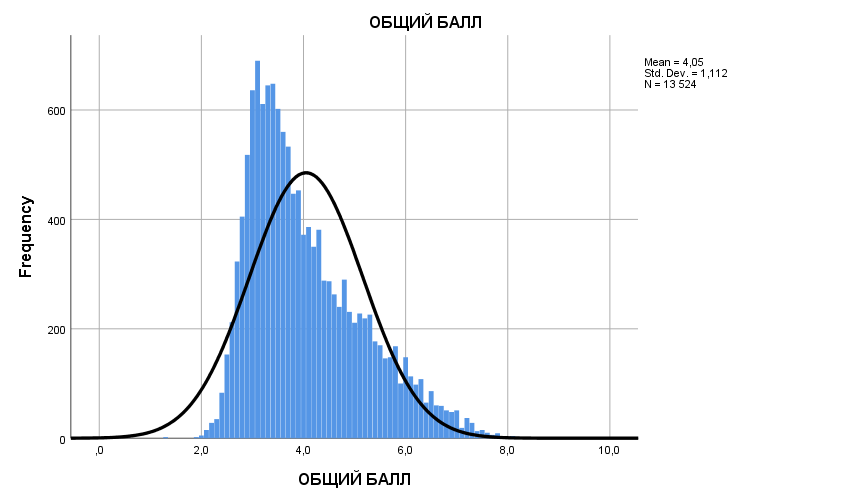 ОБЩИЙ БАЛЛ
Mean = 4,05
Std. Dev. = 1,112
N = 13 524
Frequency
600
400
200
0
,0
2,0
4,0
6,0
8,0
10,0
ОБЩИЙ БАЛЛ